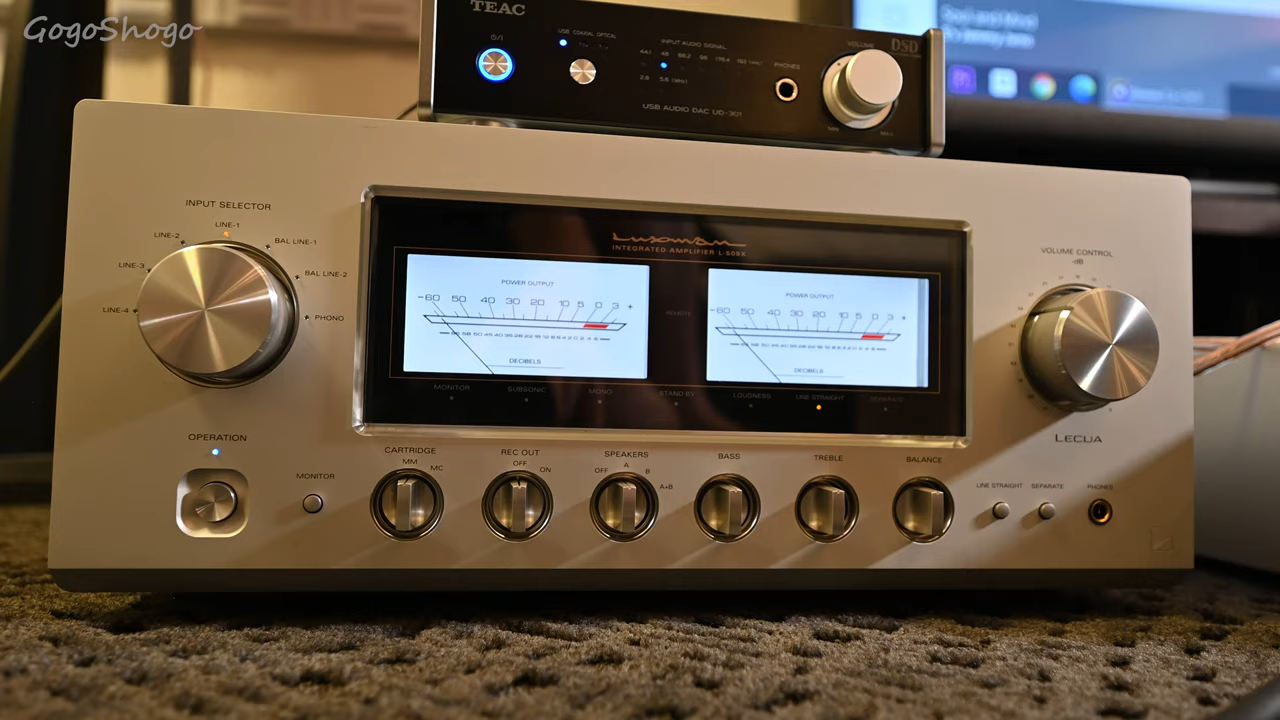 GogoShogo
TEAC
USB COAXIAL OPTICAL
INPUT AUDIO SIGNAL
44.1 48 88.2 96 176.4 192 (kHz)
2.8 5.6 (MHz)
PHONES
VOLUME
DSD
USB AUDIO DAC UD-301
INPUT SELECTOR
LINE-1
LINE-2
LINE-3
LINE-4
BAL LINE-1
BAL LINE-2
PHONO
Luxman
INTEGRATED AMPLIFIER L-509X
POWER OUTPUT
-60 50 40 30 20 10 5 0 3 +
DECIBELS
POWER OUTPUT
-60 50 40 30 20 10 5 0 3 +
DECIBELS
REMOTE
MONITOR
SUBSONIC
MONO
STAND BY
LOUDNESS
LINE STRAIGHT
SEPARATE
VOLUME CONTROL
-dB
LECUA
OPERATION
MONITOR
CARTRIDGE
MM MC
REC OUT
OFF ON
SPEAKERS
OFF A B A+B
BASS
TREBLE
BALANCE
LINE STRAIGHT
SEPARATE
PHONES